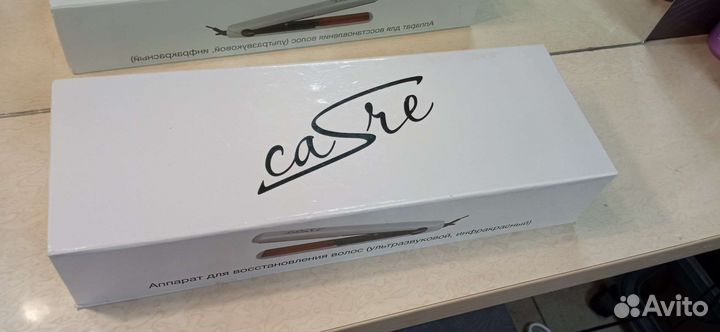 Аппарат для восстановления волос (ультразвуковой, инфракрасный)
caSre
Аппарат для восстановления волос (ультразвуковой, инфракрасный)
Avito